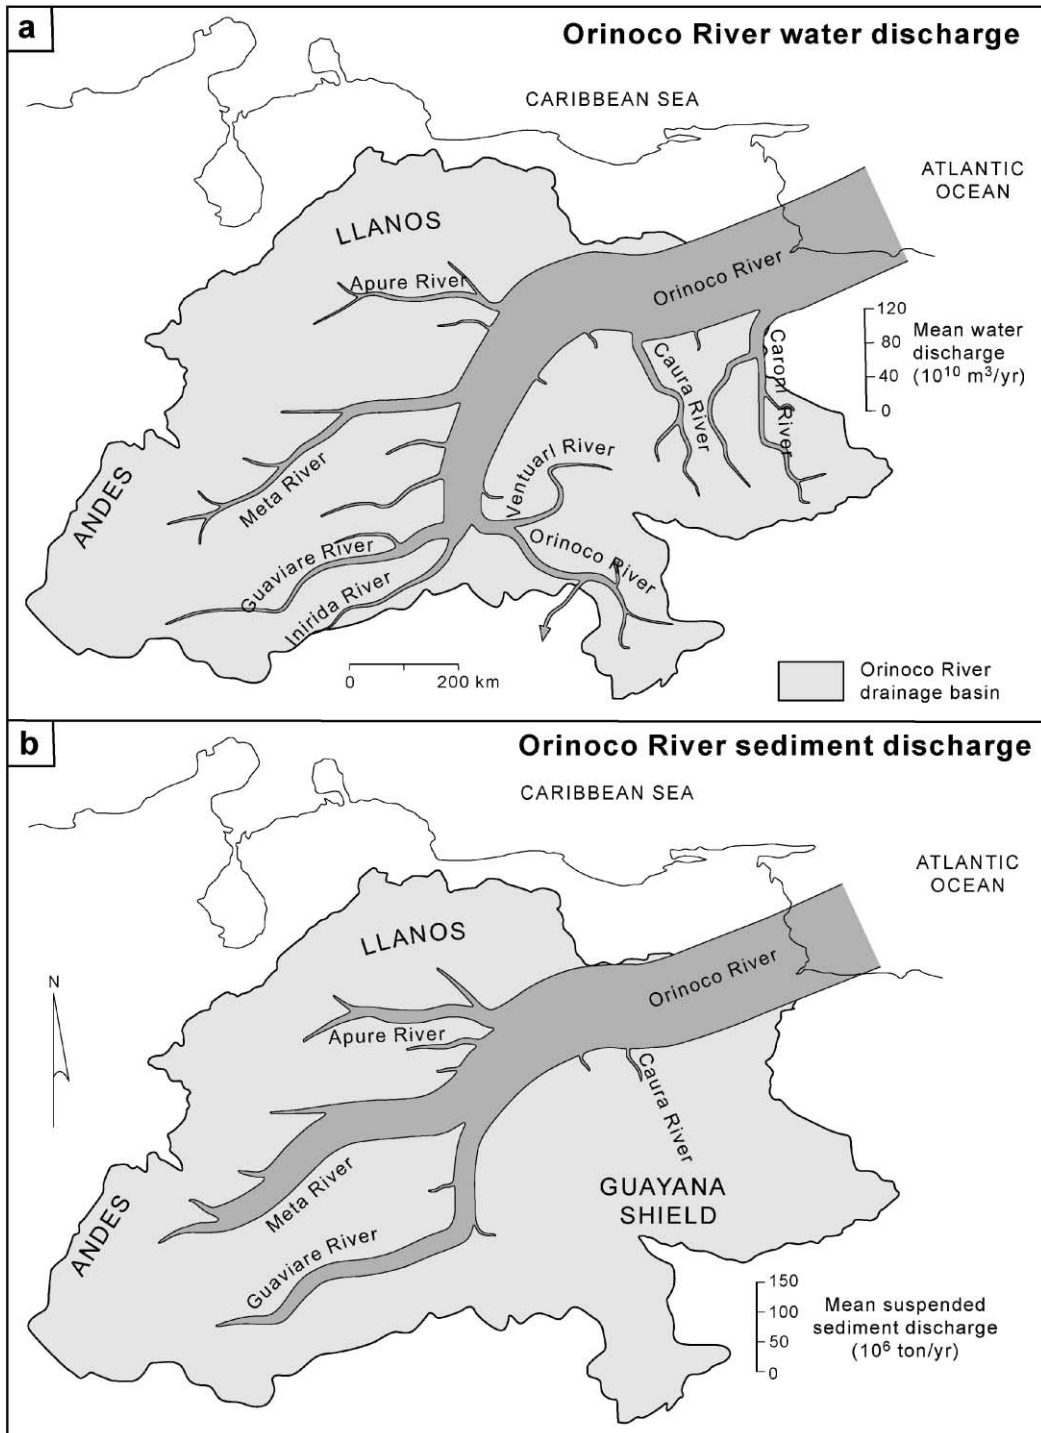 a
Orinoco River water discharge
CARIBBEAN SEA
ATLANTIC
OCEAN
LLANOS
Apure River
Orinoco River
120
80
40
0
Mean water
discharge
(10¹⁰ m³/yr)
Caura River
Caroni River
ANDES
Meta River
Ventuari River
Guaviare River
Orinoco River
Inirida River
0
200 km
Orinoco River
drainage basin
b
Orinoco River sediment discharge
CARIBBEAN SEA
ATLANTIC
OCEAN
LLANOS
N
Orinoco River
Apure River
Caura River
ANDES
Meta River
GUAYANA
SHIELD
Guaviare River
150
100
50
0
Mean suspended
sediment discharge
(10⁶ ton/yr)